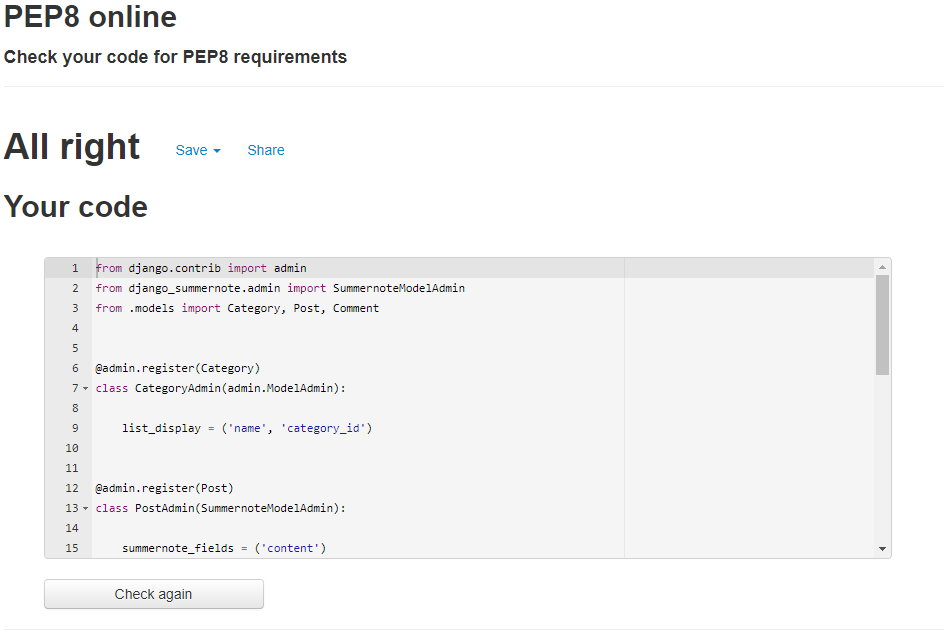 PEP8 online
Check your code for PEP8 requirements
All right Save Share
Your code
1 from django.contrib import admin
2 from django_summernote.admin import SummernoteModelAdmin
3 from .models import Category, Post, Comment
4
5
6 @admin.register(Category)
7 class CategoryAdmin(admin.ModelAdmin):
8
9 list_display = ('name', 'category_id')
10
11
12 @admin.register(Post)
13 class PostAdmin(SummernoteModelAdmin):
14
15 summernote_fields = ('content')
Check again